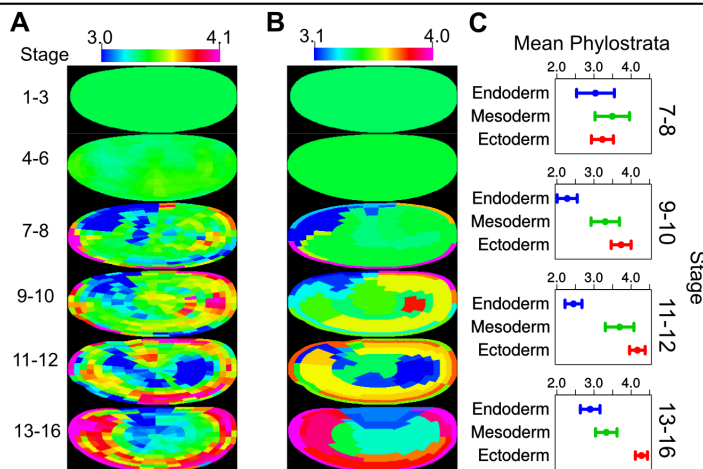 A
B
C
Stage
3.0
4.1
3.1
4.0
Mean Phylostrata
2.0 3.0 4.0
1-3
4-6
7-8
9-10
11-12
13-16
Endoderm
Mesoderm
Ectoderm
7-8
2.0 3.0 4.0
Endoderm
Mesoderm
Ectoderm
9-10
2.0 3.0 4.0
Endoderm
Mesoderm
Ectoderm
11-12
2.0 3.0 4.0
Endoderm
Mesoderm
Ectoderm
13-16
Stage